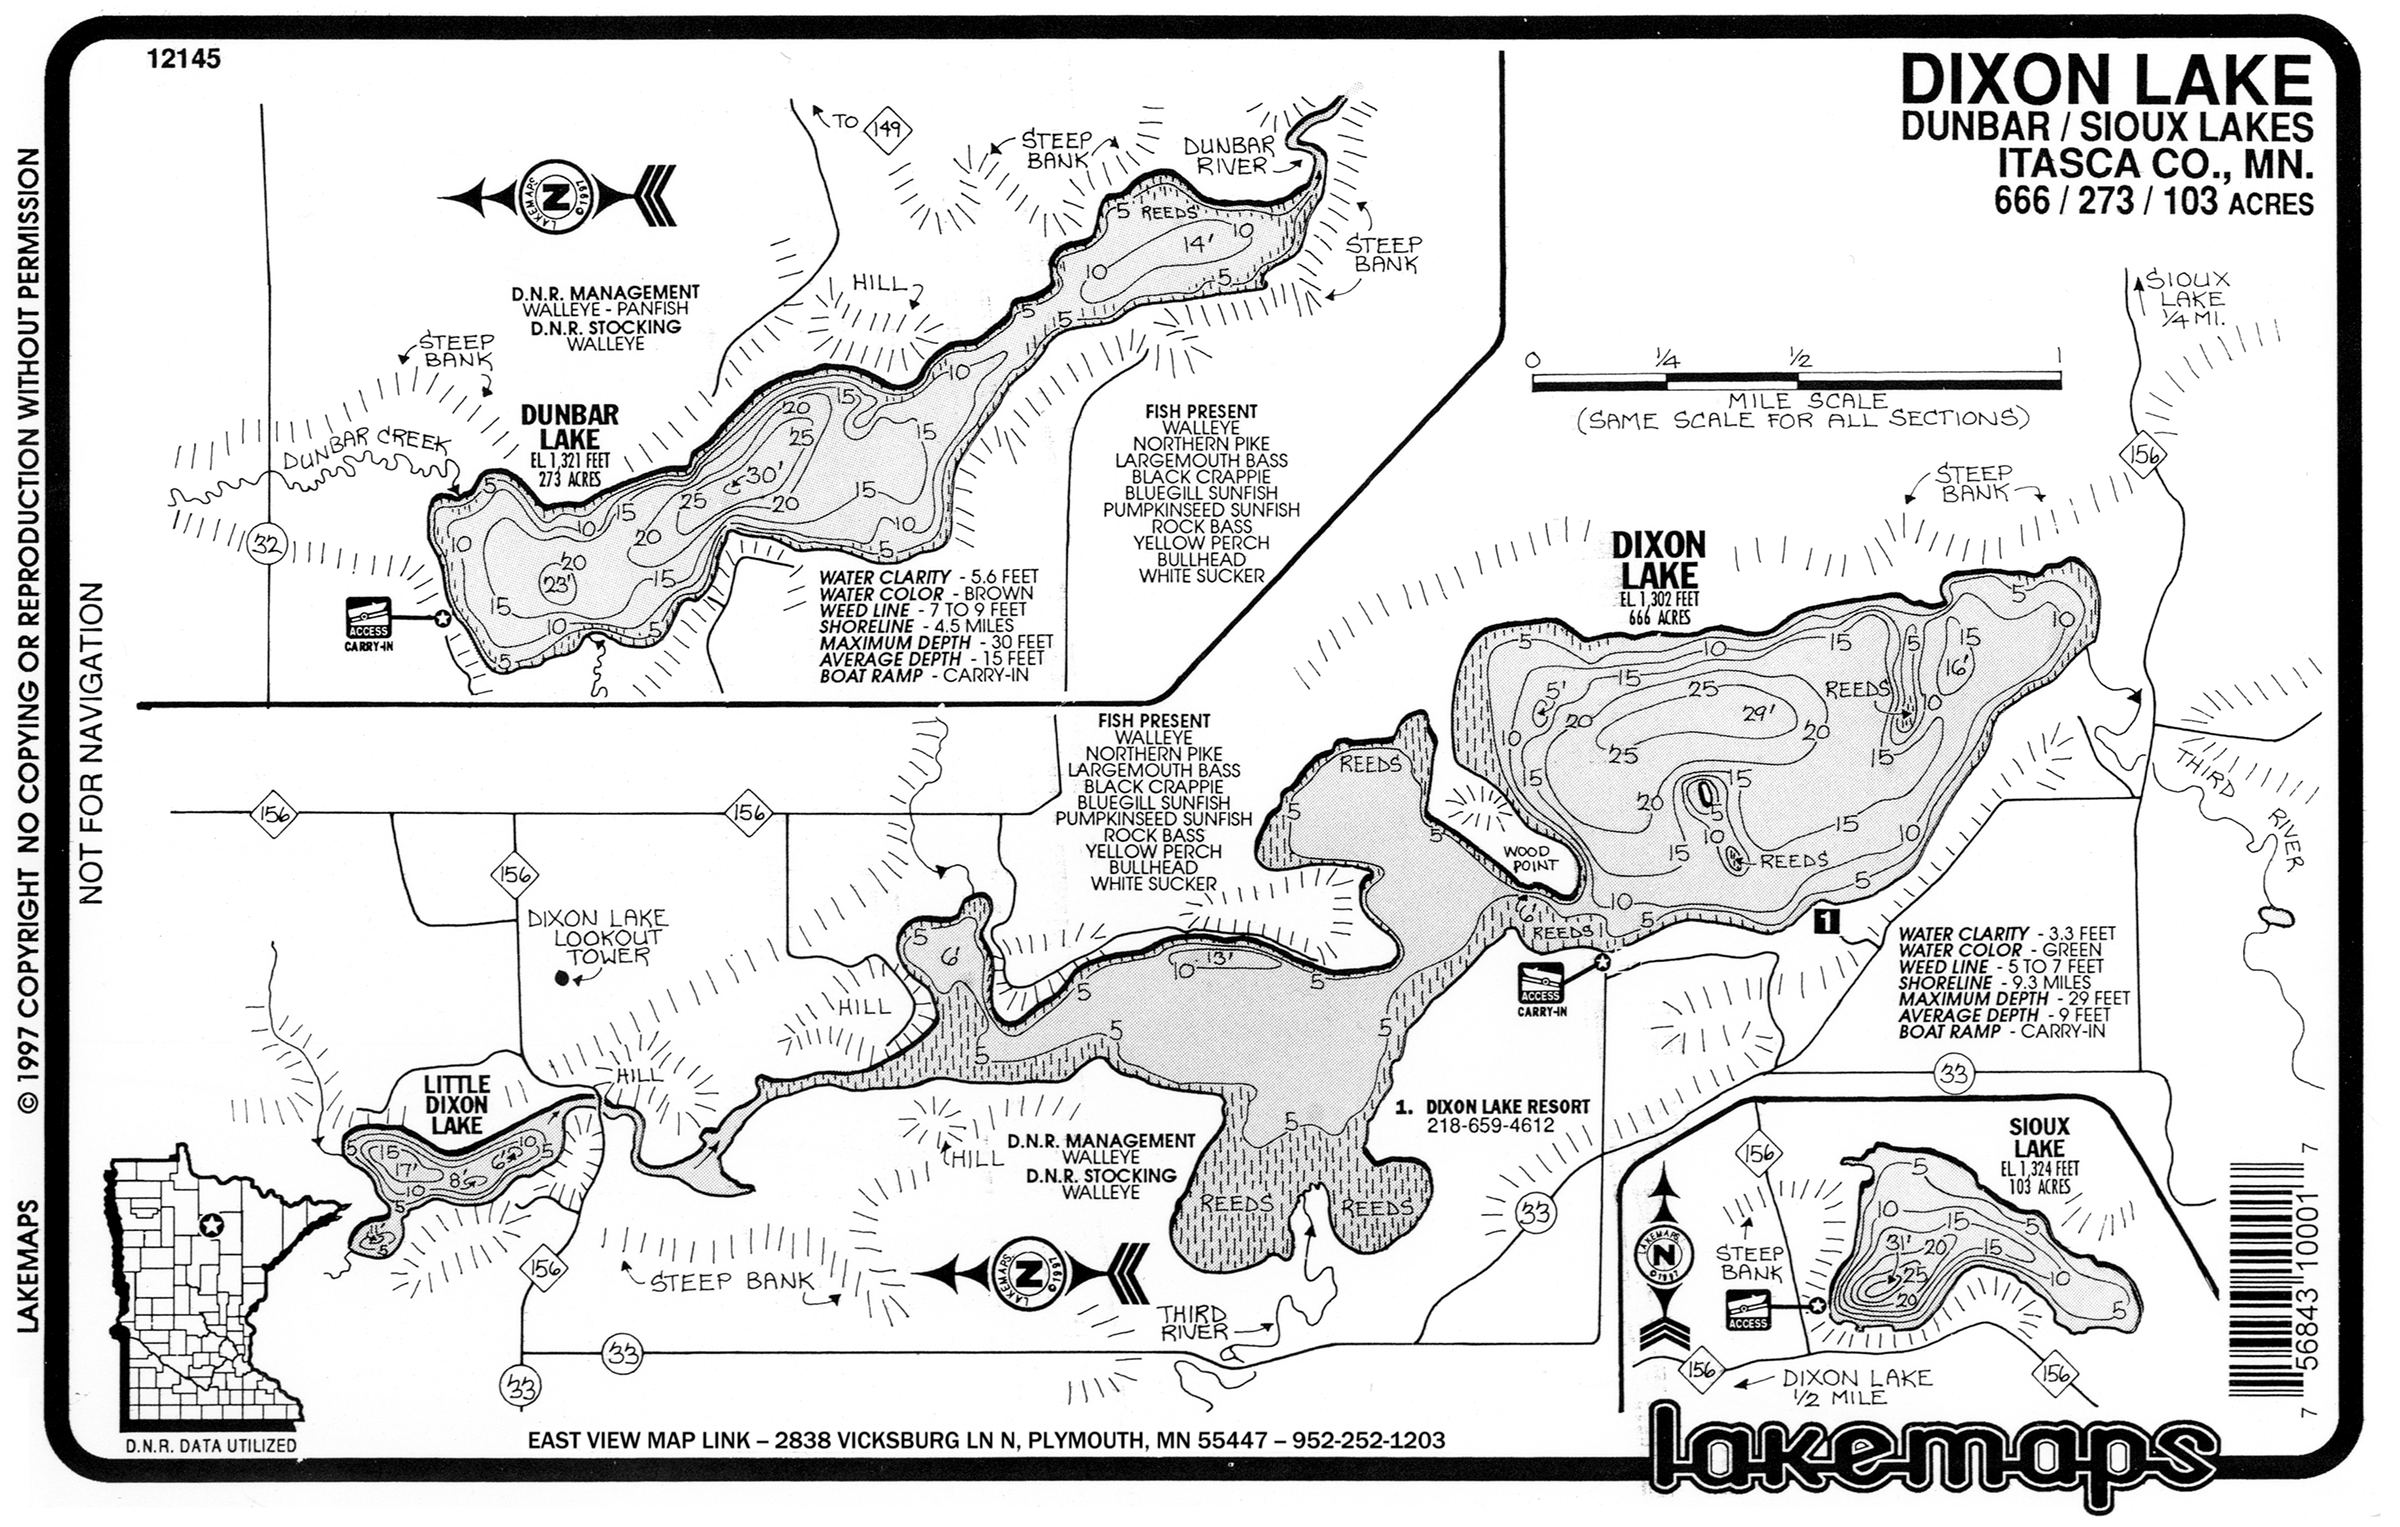 12145
DIXON LAKE
DUNBAR / SIOUX LAKES
ITASCA CO., MN.
666 / 273 / 103 ACRES
© 1997 COPYRIGHT NO COPYING OR REPRODUCTION WITHOUT PERMISSION
LAKEMAPS
NOT FOR NAVIGATION
TO 149
STEEP
BANK
DUNBAR
RIVER
LAKEMAPS
N
©1997
5
REEDS
14'
10
10
5
STEEP
BANK
HILL
5
5
D.N.R. MANAGEMENT
WALLEYE - PANFISH
D.N.R. STOCKING
WALLEYE
STEEP
BANK
DUNBAR CREEK
DUNBAR
LAKE
EL 1,321 FEET
273 ACRES
10
15
20
25
15
30'
25
20
15
15
10
5
5
10
15
20
20
23'
10
15
15
10
5
5
32
ACCESS
CARRY-IN
WATER CLARITY - 5.6 FEET
WATER COLOR - BROWN
WEED LINE - 7 TO 9 FEET
SHORELINE - 4.5 MILES
MAXIMUM DEPTH - 30 FEET
AVERAGE DEPTH - 15 FEET
BOAT RAMP - CARRY-IN
FISH PRESENT
WALLEYE
NORTHERN PIKE
LARGEMOUTH BASS
BLACK CRAPPIE
BLUEGILL SUNFISH
PUMPKINSEED SUNFISH
ROCK BASS
YELLOW PERCH
BULLHEAD
WHITE SUCKER
0 1/4 1/2 1
MILE SCALE
(SAME SCALE FOR ALL SECTIONS)
SIOUX
LAKE
1/4 MI.
156
STEEP
BANK
DIXON
LAKE
EL 1,302 FEET
666 ACRES
5
10
15
5
15
5
10
16'
15
25
REEDS
10
5'
20
29'
20
10
25
15
15
15
20
5
10
15
10
15
REEDS
5
10
5
WOOD
POINT
6'
REEDS
1
THIRD
RIVER
ACCESS
CARRY-IN
WATER CLARITY - 3.3 FEET
WATER COLOR - GREEN
WEED LINE - 5 TO 7 FEET
SHORELINE - 9.3 MILES
MAXIMUM DEPTH - 29 FEET
AVERAGE DEPTH - 9 FEET
BOAT RAMP - CARRY-IN
33
FISH PRESENT
WALLEYE
NORTHERN PIKE
LARGEMOUTH BASS
BLACK CRAPPIE
BLUEGILL SUNFISH
PUMPKINSEED SUNFISH
ROCK BASS
YELLOW PERCH
BULLHEAD
WHITE SUCKER
REEDS
5
5
156
156
156
DIXON LAKE
LOOKOUT
TOWER
5
6'
HILL
10
13'
5
5
5
5
5
5
REEDS
REEDS
HILL
LITTLE
DIXON
LAKE
5
15
17'
10
8'
6'
10
5
5
11'
5
HILL
156
STEEP BANK
D.N.R. MANAGEMENT
WALLEYE
D.N.R. STOCKING
WALLEYE
1. DIXON LAKE RESORT
218-659-4612
LAKEMAPS
N
©1997
THIRD
RIVER
33
33
33
SIOUX
LAKE
EL 1,324 FEET
103 ACRES
156
5
10
15
5
31'
20
15
25
10
20
5
STEEP
BANK
LAKEMAPS
N
©1997
ACCESS
156
DIXON LAKE
1/2 MILE
156
7 56843 10001 7
D.N.R. DATA UTILIZED
EAST VIEW MAP LINK – 2838 VICKSBURG LN N, PLYMOUTH, MN 55447 – 952-252-1203
lakemaps